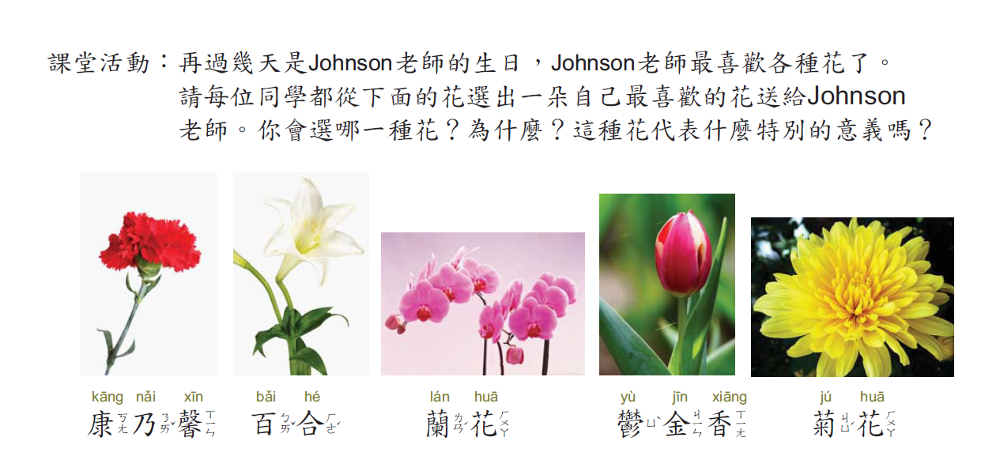 課堂活動：再過幾天是Johnson老師的生日，Johnson老師最喜歡各種花了。
請每位同學都從下面的花選出一朵自己最喜歡的花送給Johnson
老師。你會選哪一種花？為什麼？這種花代表什麼特別的意義嗎？
kāng nǎi xīn bǎi hé lán huā yù jīn xiāng jú huā
康ㄎㄤ乃ㄋㄞˇ馨ㄒㄧㄣ 百ㄅㄞˇ合ㄏㄜˊ 蘭ㄌㄢˊ花ㄏㄨㄚ 鬱ㄩˋ金ㄐㄧㄣ香ㄒㄧㄤ 菊ㄐㄩˊ花ㄏㄨㄚ